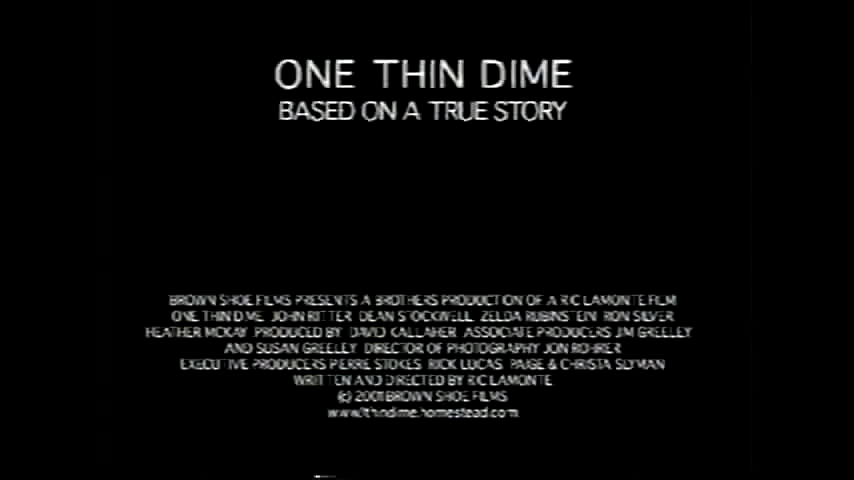 ONE THIN DIME
BASED ON A TRUE STORY
BROWN SHOE FILMS PRESENTS A BROTHERS PRODUCTION OF A RIC LAMONTE FILM
ONE THIN DIME JOHN RITTER DEAN STOCKWELL ZELDA RUBINSTEIN RON SILVER
HEATHER MCKAY PRODUCED BY DAVID KALLAHER ASSOCIATE PRODUCERS JIM GREELEY
AND SUSAN GREELEY DIRECTOR OF PHOTOGRAPHY JON ROHRER
EXECUTIVE PRODUCERS PIERRE STOKES RICK LUCAS PAIGE & CHRISTA SLYMAN
WRITTEN AND DIRECTED BY RIC LAMONTE
(c) 2001 BROWN SHOE FILMS
www.1thindime.homestead.com